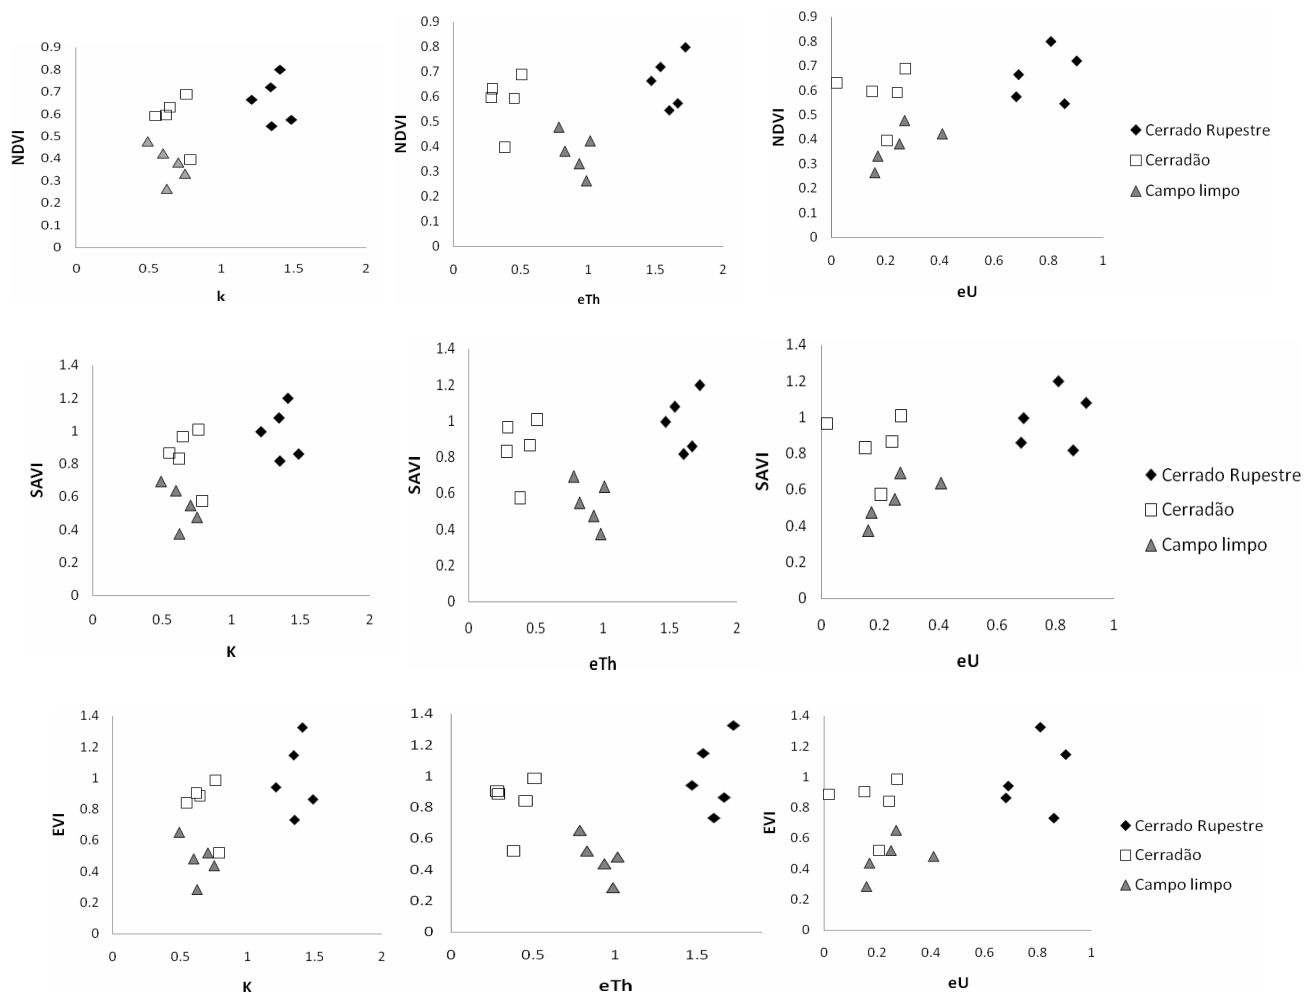 NDVI
0.9
0.8
0.7
0.6
0.5
0.4
0.3
0.2
0.1
0
0 0.5 1 1.5 2
k
NDVI
0.9
0.8
0.7
0.6
0.5
0.4
0.3
0.2
0.1
0
0 0.5 1 1.5 2
eTh
NDVI
0.9
0.8
0.7
0.6
0.5
0.4
0.3
0.2
0.1
0
0 0.2 0.4 0.6 0.8 1
eU
Cerrado Rupestre
Cerradão
Campo limpo
SAVI
1.4
1.2
1
0.8
0.6
0.4
0.2
0
0 0.5 1 1.5 2
K
SAVI
1.4
1.2
1
0.8
0.6
0.4
0.2
0
0 0.5 1 1.5 2
eTh
SAVI
1.4
1.2
1
0.8
0.6
0.4
0.2
0
0 0.2 0.4 0.6 0.8 1
eU
Cerrado Rupestre
Cerradão
Campo limpo
EVI
1.4
1.2
1
0.8
0.6
0.4
0.2
0
0 0.5 1 1.5 2
K
EVI
1.4
1.2
1
0.8
0.6
0.4
0.2
0
0 0.5 1 1.5
eTh
EVI
1.4
1.2
1
0.8
0.6
0.4
0.2
0
0 0.2 0.4 0.6 0.8 1
eU
Cerrado Rupestre
Cerradão
Campo limpo